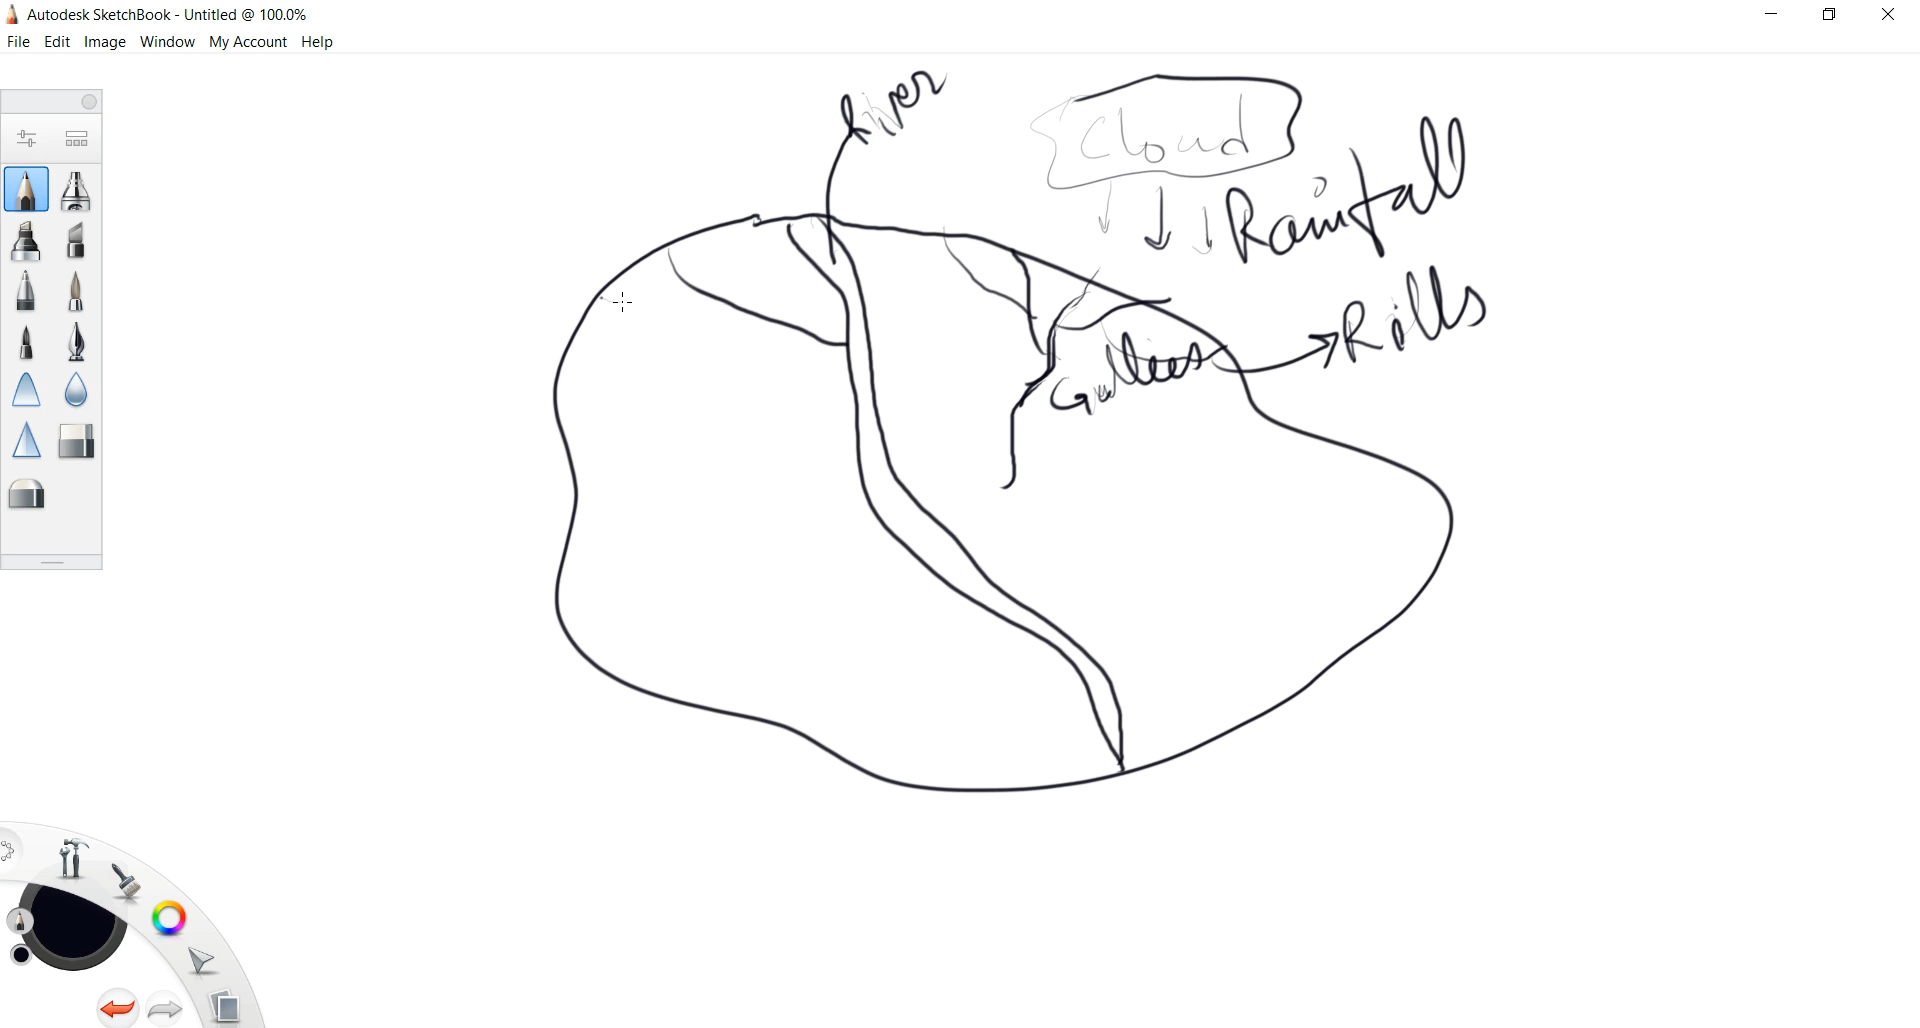 Autodesk SketchBook - Untitled @ 100.0%
File Edit Image Window My Account Help
River
Cloud
Rainfall
Rills
Gullies